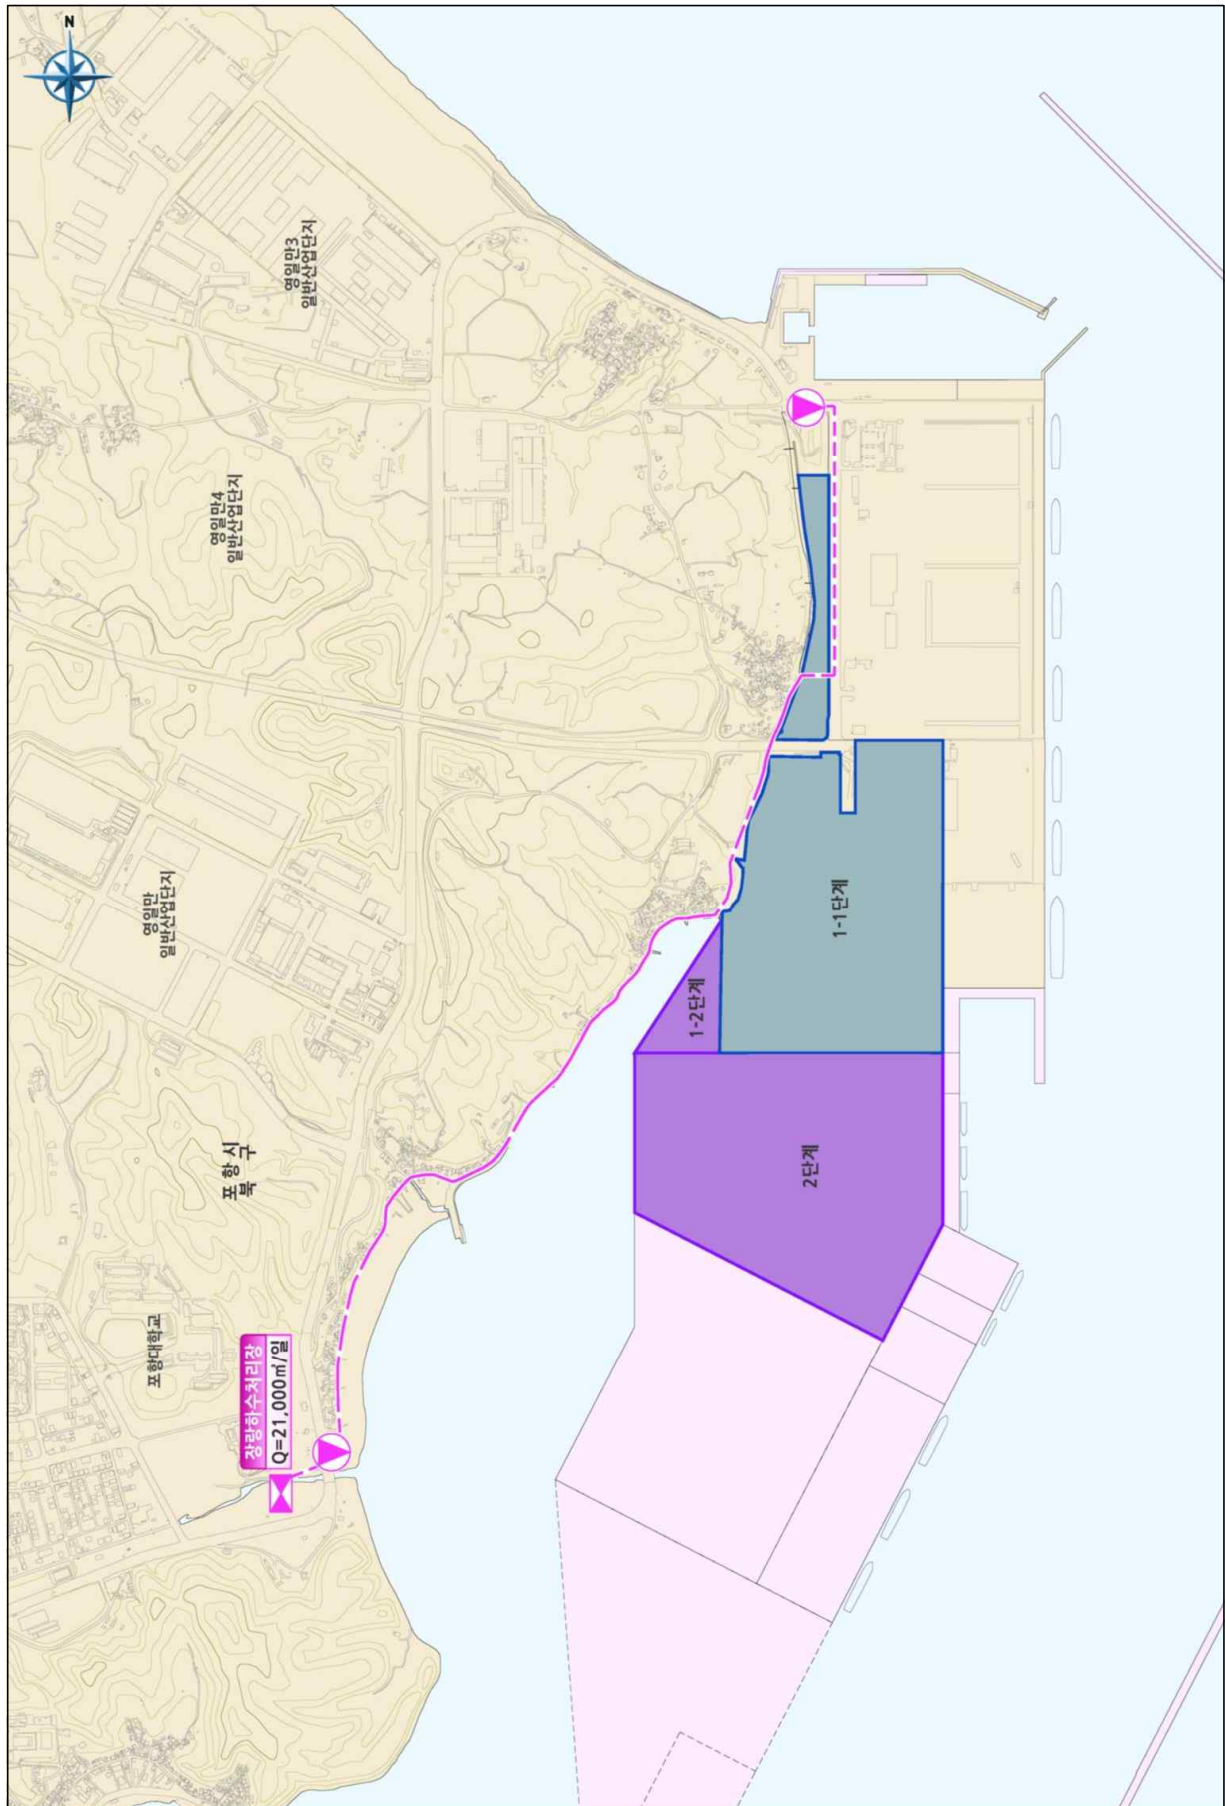 N
영일만3
일반산업단지
영일만4
일반산업단지
영일만
일반산업단지
1-1단계
1-2단계
2단계
포항시
북구
포항대학교
장량하수처리장
Q=21,000㎥/일